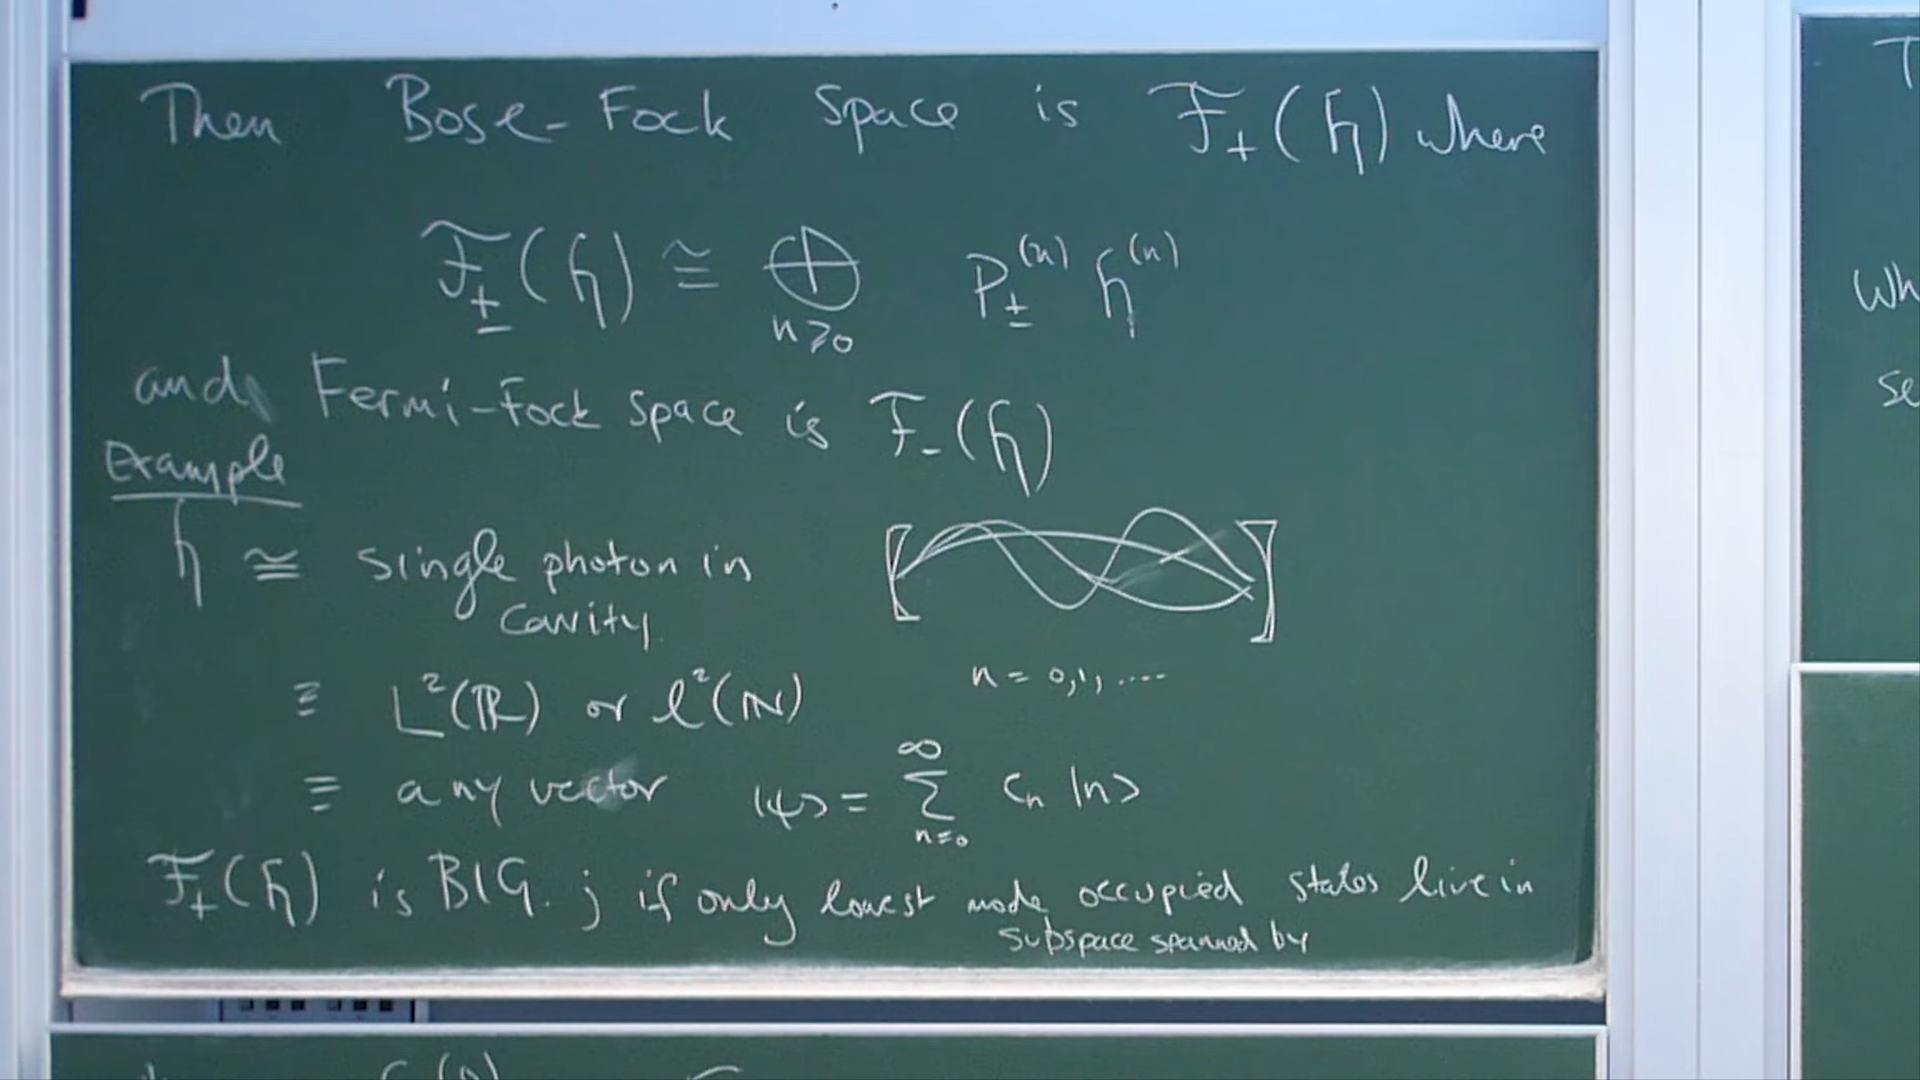 Then Bose-Fock Space is 𝓕₊(𝔥) where
𝓕±(𝔥) ≅ ⊕ n≥0 P±⁽ⁿ⁾ 𝔥⁽ⁿ⁾
and Fermi-Fock space is 𝓕₋(𝔥)
Example
𝔥 ≅ single photon in
cavity
n = 0,1, ....
≡ L²(ℝ) or l²(ℕ)
≡ any vector |ψ> = ∑ n=0 ∞ cₙ |n>
𝓕₊(𝔥) is BIG. ; if only lowest mode occupied states live in
subspace spanned by